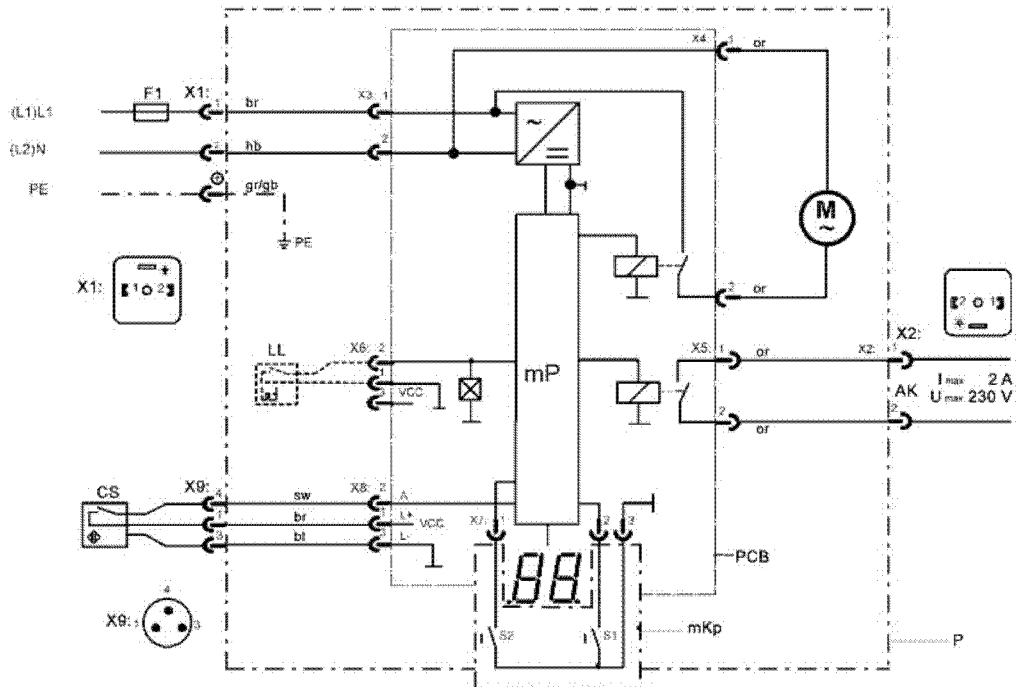 X4: 1 or
F1 X1: 1 br X3: 1
(L1)L1
(L2)N 2 hb 2
PE gr/gb
PE
M
X1: 1 2
2 or
2 1
X2:
LL X6: 2
X5: 1 or X2: 1
VCC
mP
AK
I max 2 A
U max 230 V
2 or 2
CS X9: 4 sw X8: 2 A
1 br 1 L+ VCC
3 bl L-
X7: 1 2 3
88
PCB
4
X9: 1 3
S2 S1
mKp
P